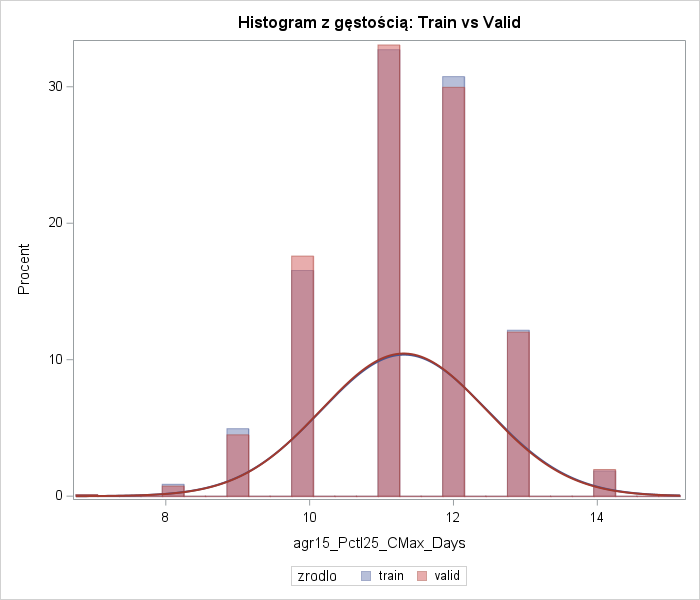 Histogram z gęstością: Train vs Valid
30
20
10
0
Procent
8 10 12 14
agr15_Pctl25_CMax_Days
zrodlo train valid